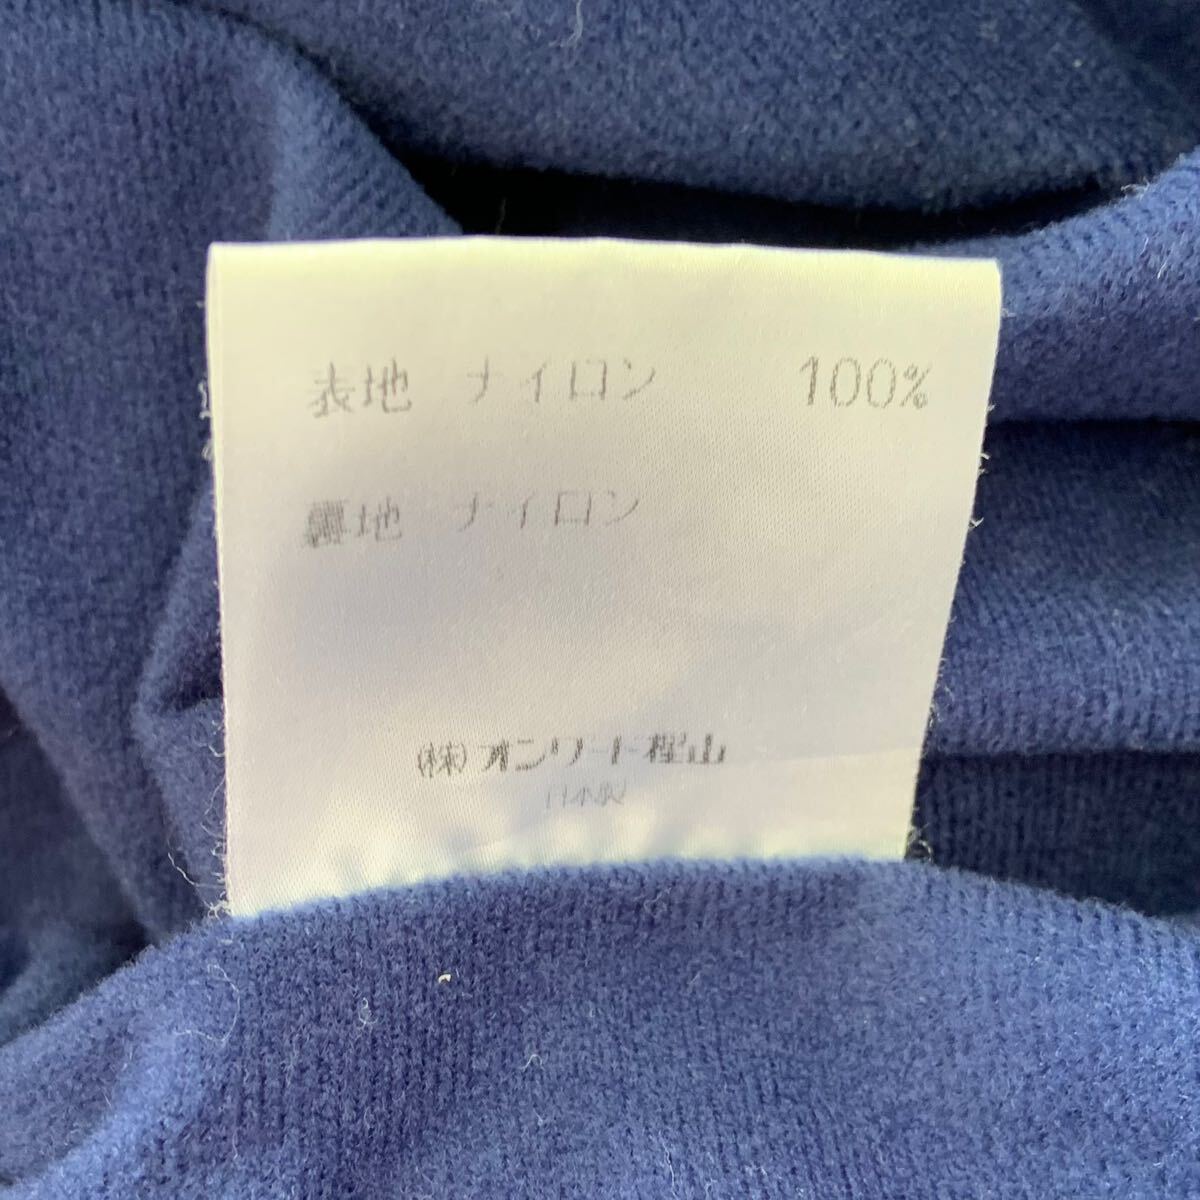 表地 ナイロン 100%
裏地 ナイロン
(株)オンワード樫山
日本製